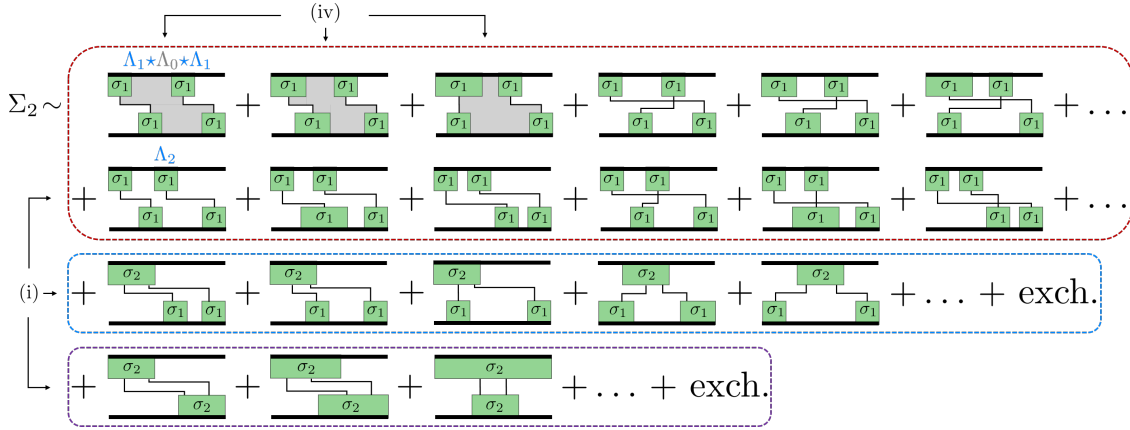 (iv)
Λ₁⋆Λ₀⋆Λ₁
Σ₂ ∼ σ₁ σ₁ σ₁ σ₁ + σ₁ σ₁ σ₁ σ₁ + σ₁ σ₁ σ₁ σ₁ + σ₁ σ₁ σ₁ σ₁ + σ₁ σ₁ σ₁ σ₁ + σ₁ σ₁ σ₁ σ₁ + ...
Λ₂
+ σ₁ σ₁ σ₁ σ₁ + σ₁ σ₁ σ₁ σ₁ + σ₁ σ₁ σ₁ σ₁ + σ₁ σ₁ σ₁ σ₁ + σ₁ σ₁ σ₁ σ₁ + σ₁ σ₁ σ₁ σ₁ + ...
(i) + σ₂ σ₁ σ₁ + σ₂ σ₁ σ₁ + σ₂ σ₁ σ₁ + σ₂ σ₁ σ₁ + σ₂ σ₁ σ₁ + ... + exch.
+ σ₂ σ₂ + σ₂ σ₂ + σ₂ σ₂ + ... + exch.